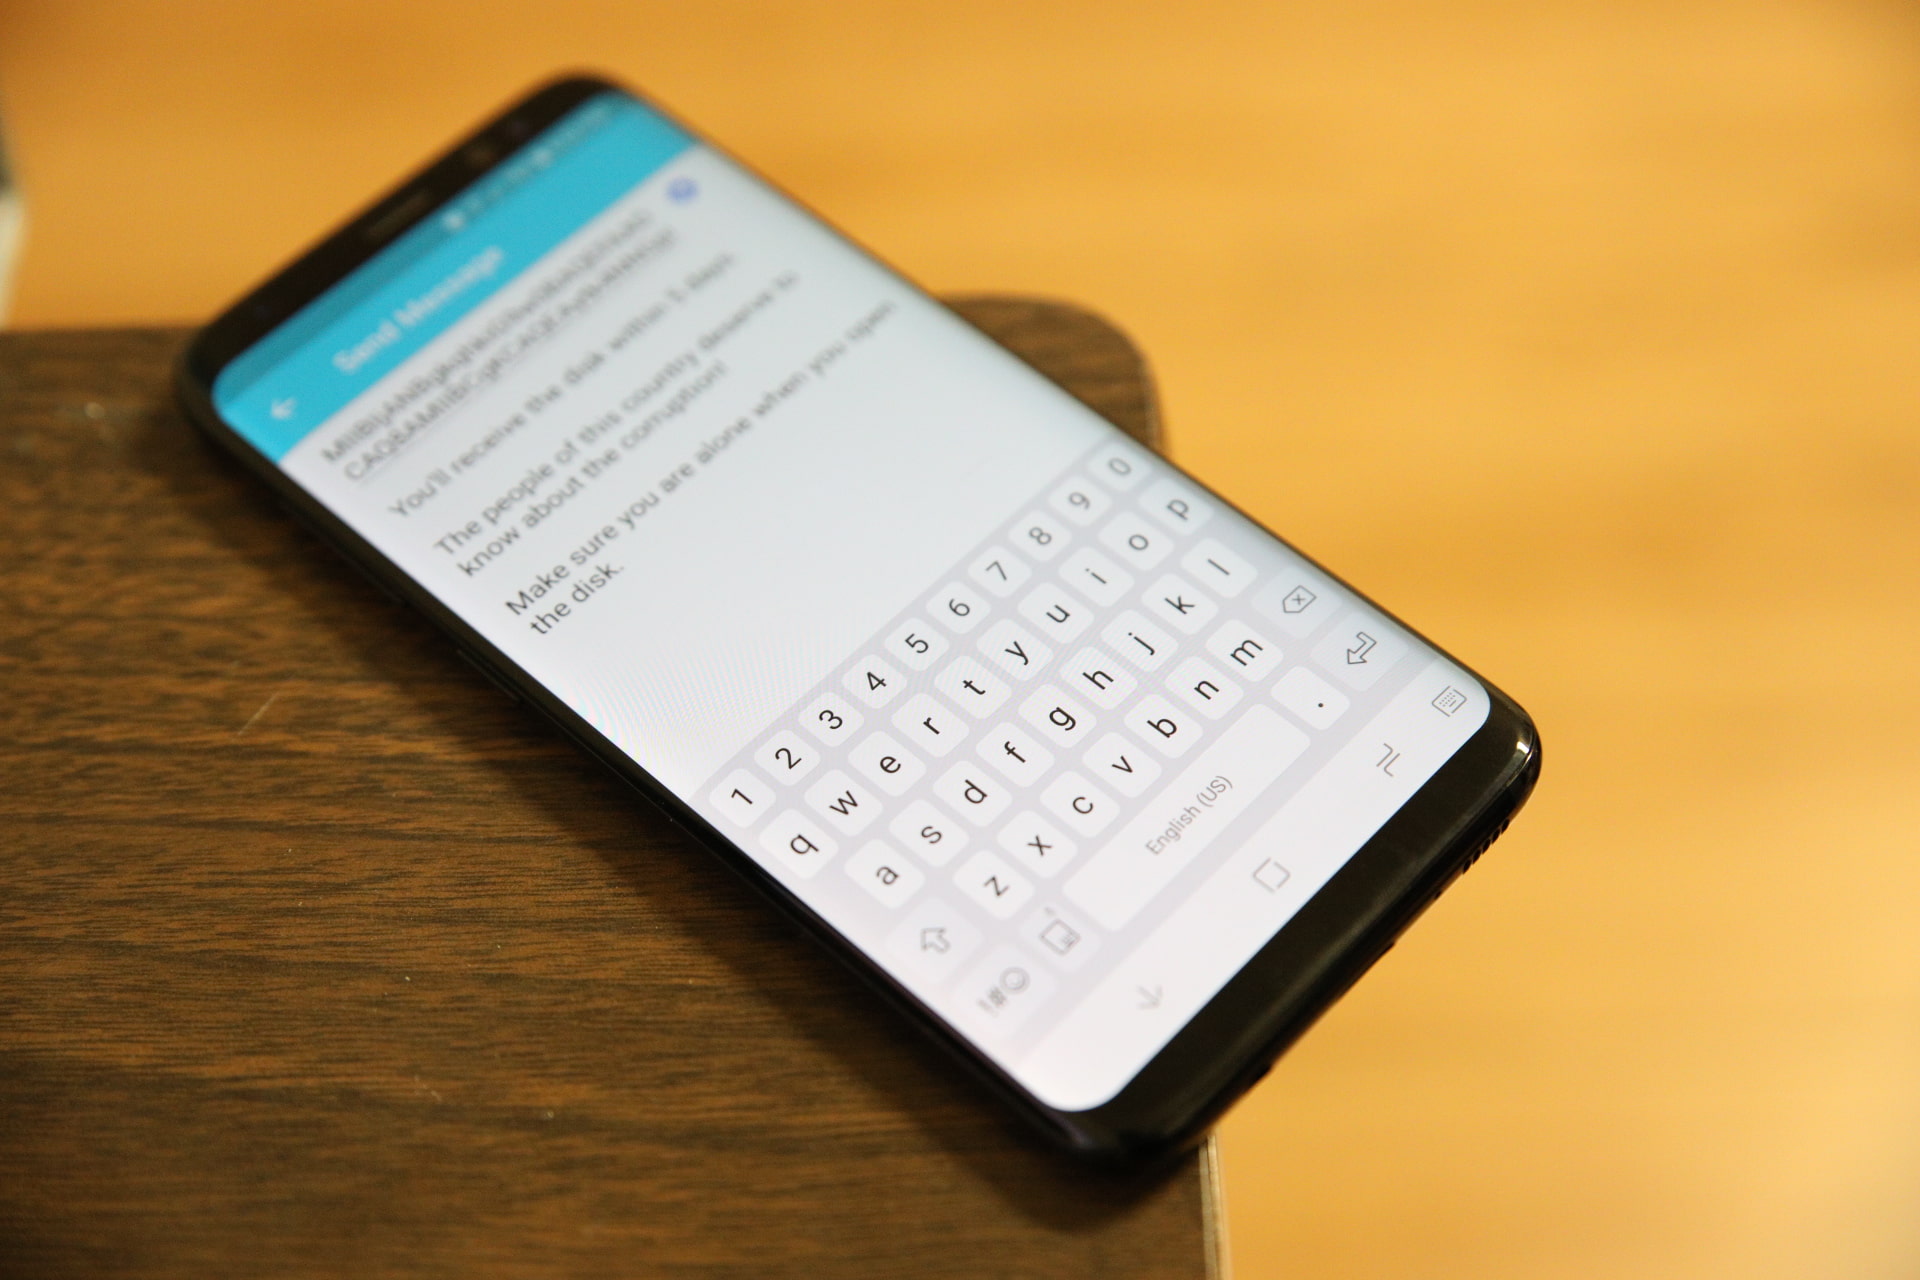 Send Message
You'll receive the disk within 3 days
The people of this country deserve to
know about the corruption!
Make sure you are alone when you open
the disk.
1 2 3 4 5 6 7 8 9 0
q w e r t y u i o p
a s d f g h j k l
z x c v b n m
!#☺ English (US) .